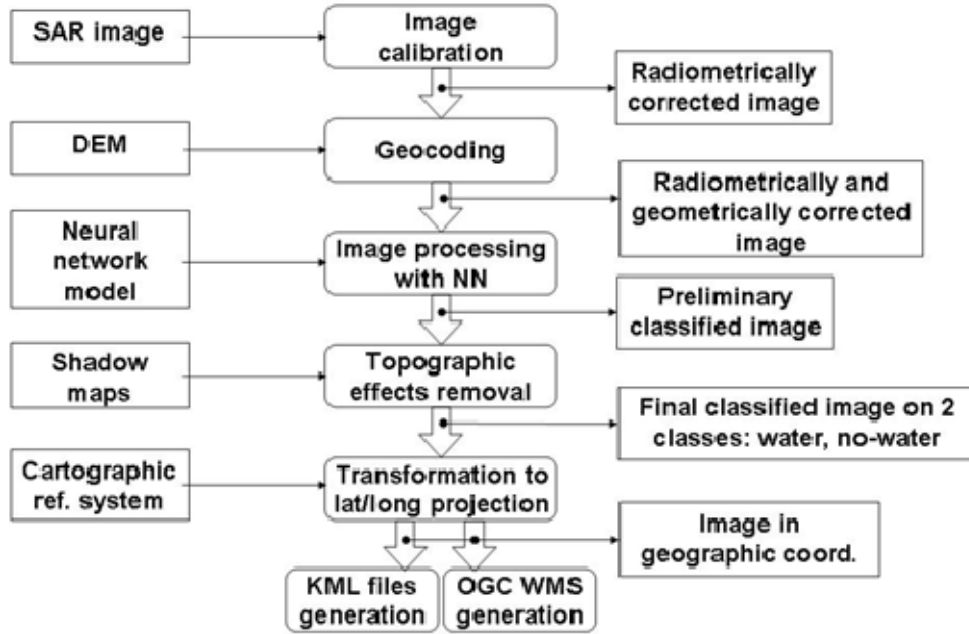 SAR image
Image
calibration
Radiometrically
corrected image
DEM
Geocoding
Radiometrically and
geometrically corrected
image
Neural
network
model
Image processing
with NN
Preliminary
classified image
Shadow
maps
Topographic
effects removal
Final classified image on 2
classes: water, no-water
Cartographic
ref. system
Transformation to
lat/long projection
Image in
geographic coord.
KML files
generation
OGC WMS
generation